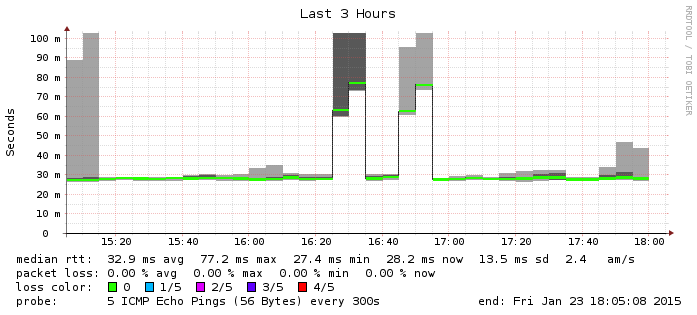 Last 3 Hours
RRDTOOL / TOBI OETIKER
Seconds
100 m
90 m
80 m
70 m
60 m
50 m
40 m
30 m
20 m
10 m
0
15:20 15:40 16:00 16:20 16:40 17:00 17:20 17:40 18:00
median rtt: 32.9 ms avg 77.2 ms max 27.4 ms min 28.2 ms now 13.5 ms sd 2.4 am/s
packet loss: 0.00 % avg 0.00 % max 0.00 % min 0.00 % now
loss color: 0 1/5 2/5 3/5 4/5
probe: 5 ICMP Echo Pings (56 Bytes) every 300s end: Fri Jan 23 18:05:08 2015